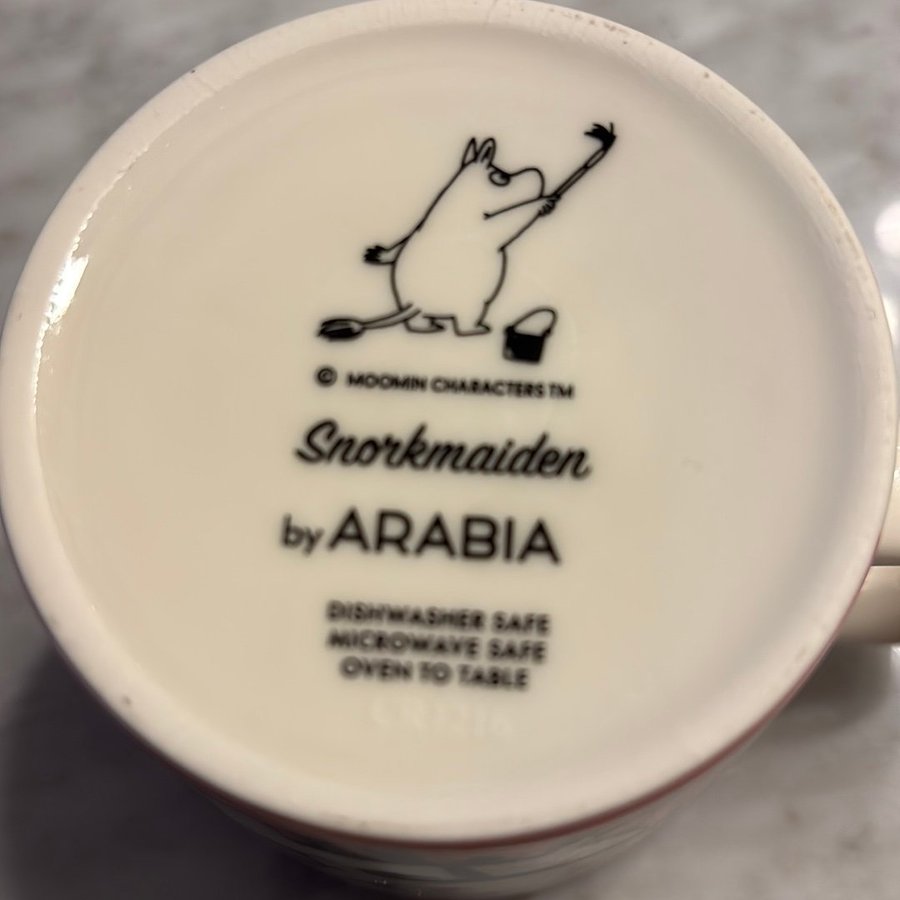 © MOOMIN CHARACTERS TM
Snorkmaiden
by ARABIA
DISHWASHER SAFE
MICROWAVE SAFE
OVEN TO TABLE